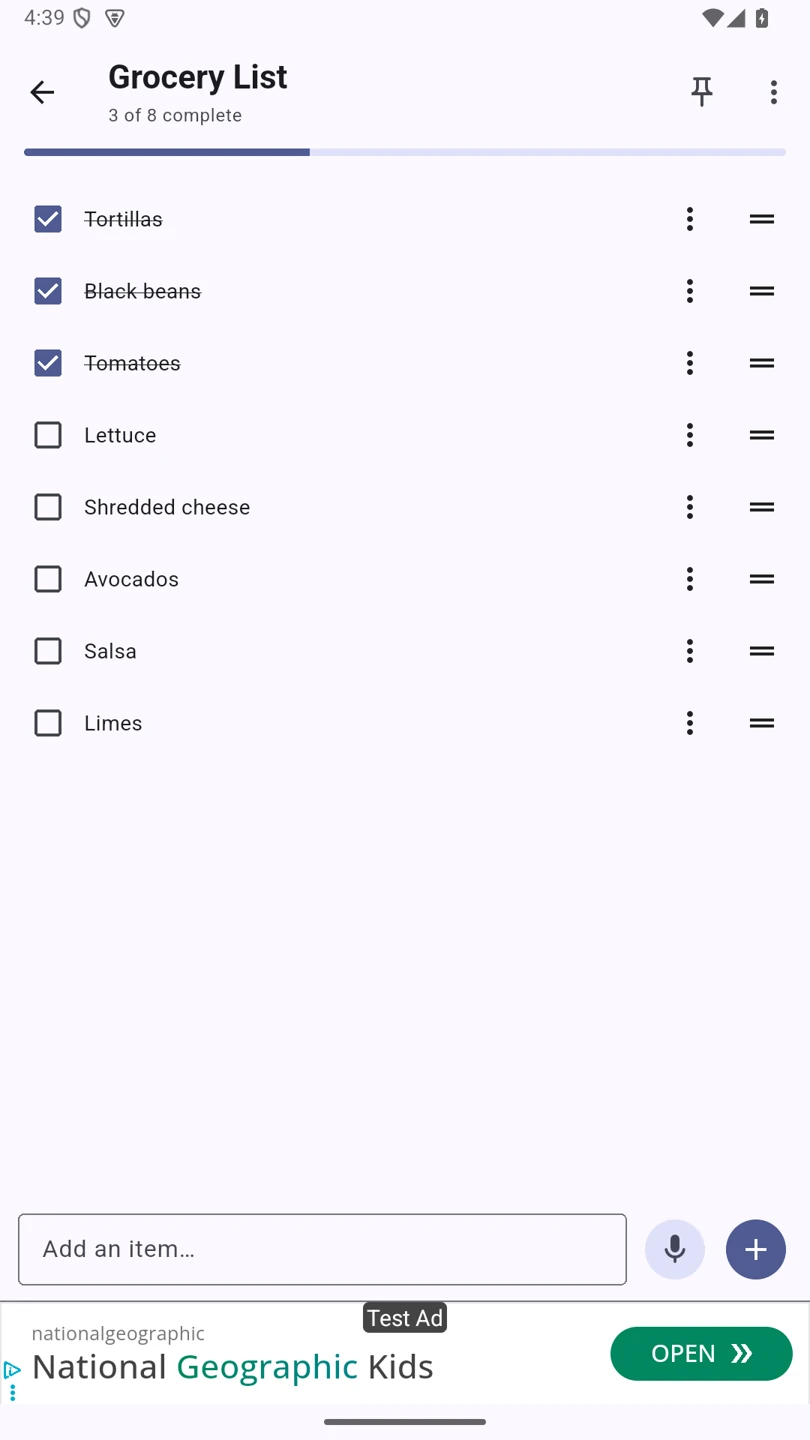 4:39
Grocery List
3 of 8 complete
Tortillas
Black beans
Tomatoes
Lettuce
Shredded cheese
Avocados
Salsa
Limes
Add an item…
Test Ad
nationalgeographic
National Geographic Kids
OPEN